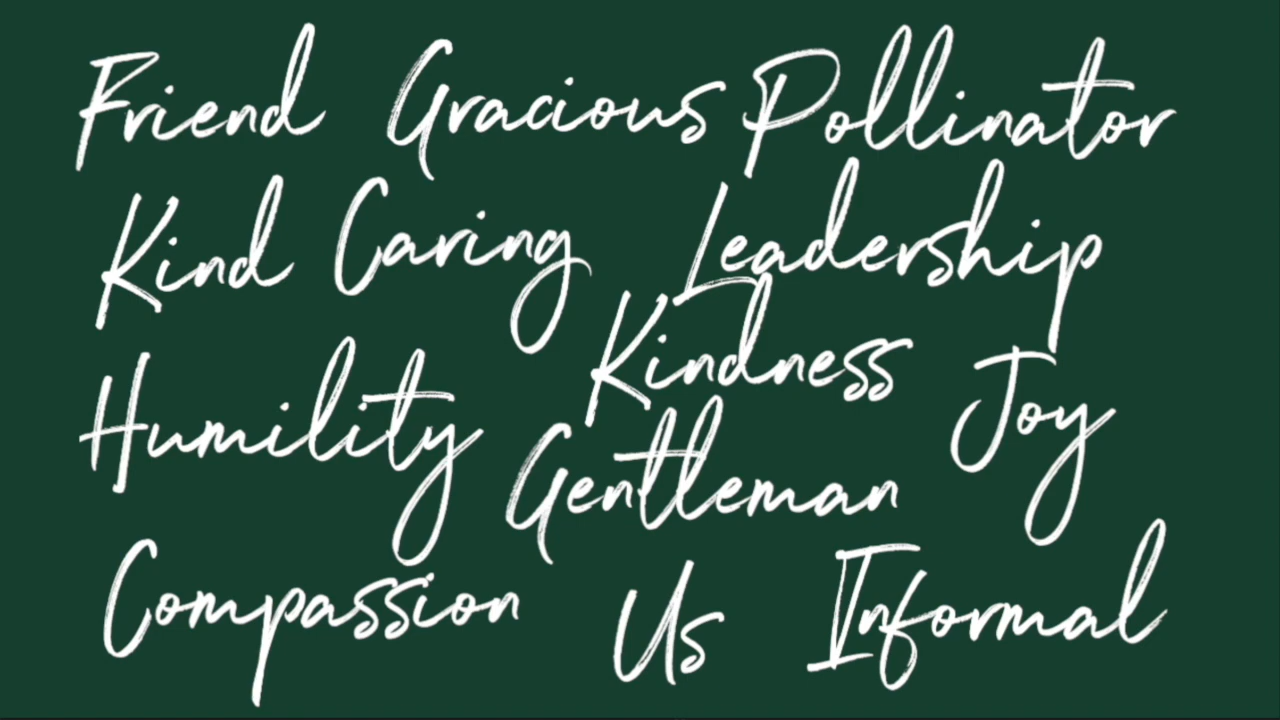 Friend Gracious Pollinator
Kind Caring Leadership
Kindness Joy
Humility Gentleman
Compassion Us Informal